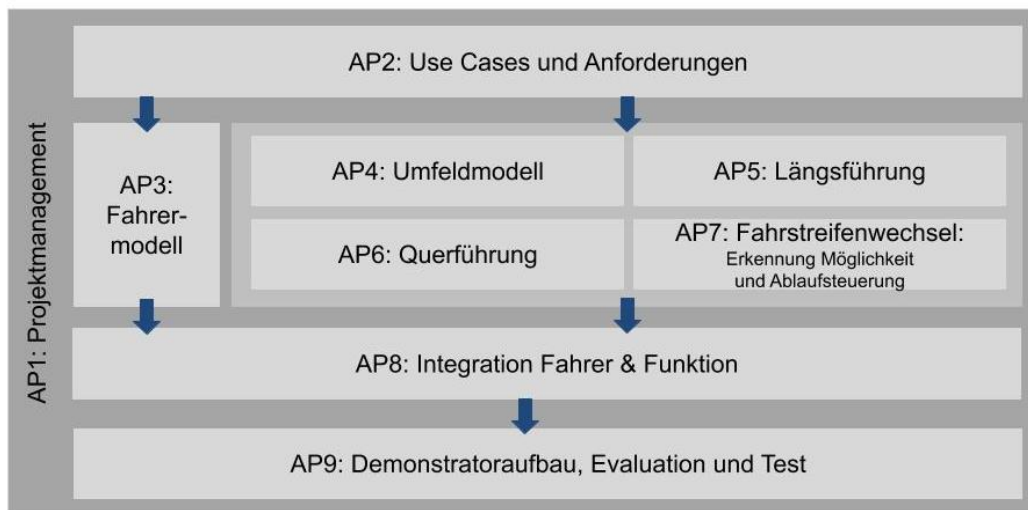 AP1: Projektmanagement
AP2: Use Cases und Anforderungen
AP3:
Fahrer-
modell
AP4: Umfeldmodell
AP5: Längsführung
AP6: Querführung
AP7: Fahrstreifenwechsel:
Erkennung Möglichkeit
und Ablaufsteuerung
AP8: Integration Fahrer & Funktion
AP9: Demonstratoraufbau, Evaluation und Test